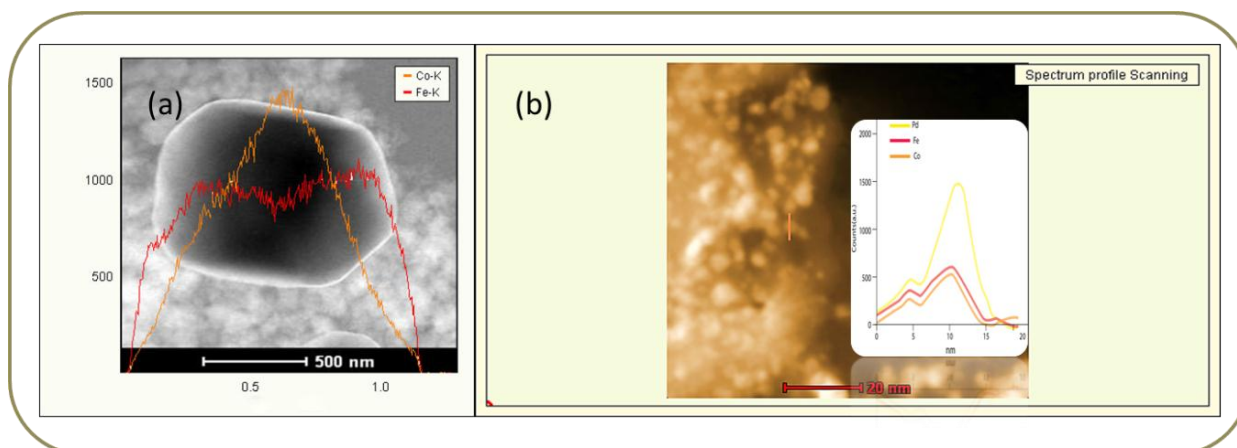 (a)
1500
1000
500
Co-K
Fe-K
500 nm
0.5 1.0
(b)
Spectrum profile Scanning
Pd
Fe
Co
Counts(a.u.)
2000
1500
1000
500
0
0 5 10 15 20
nm
20 nm